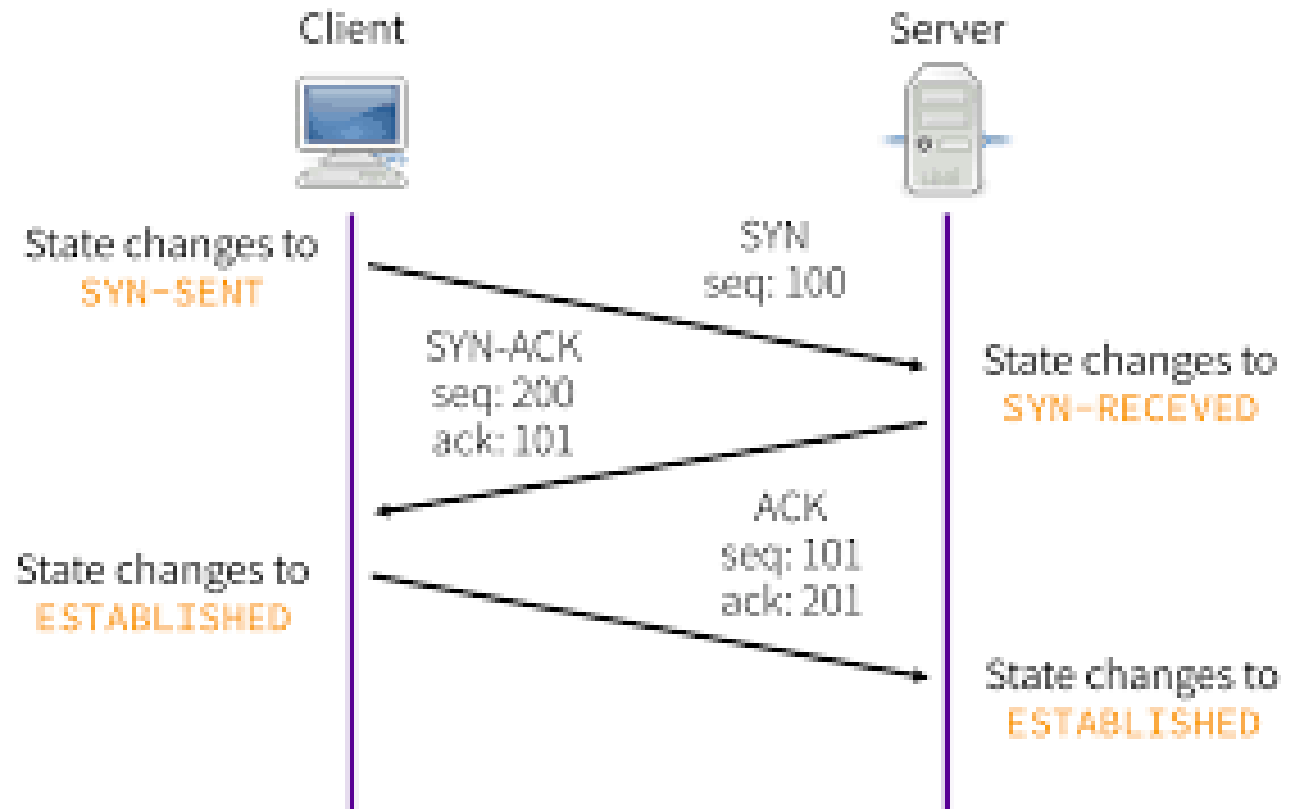 Client
Server
State changes to
SYN-SENT
SYN
seq: 100
SYN-ACK
seq: 200
ack: 101
State changes to
SYN-RECEVED
ACK
seq: 101
ack: 201
State changes to
ESTABLISHED
State changes to
ESTABLISHED